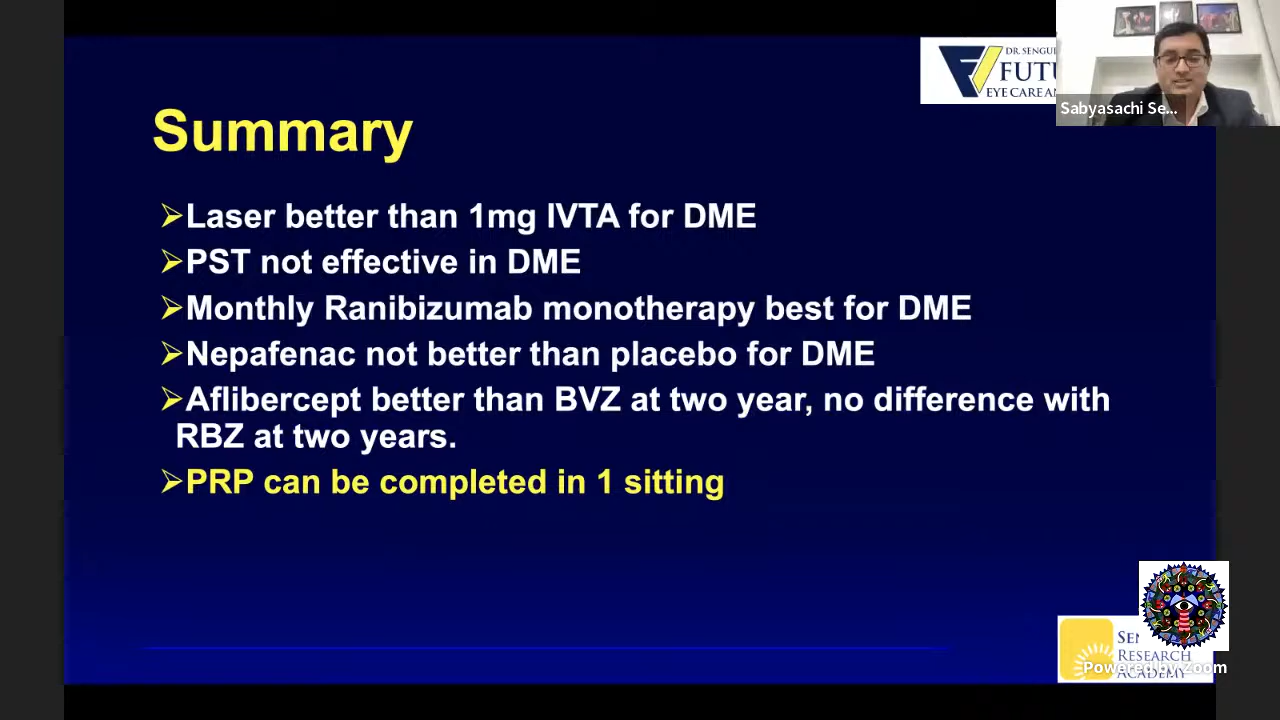 DR. SENGU
FUTU
EYE CARE AN
Sabyasachi Se...
Summary
➢Laser better than 1mg IVTA for DME
➢PST not effective in DME
➢Monthly Ranibizumab monotherapy best for DME
➢Nepafenac not better than placebo for DME
➢Aflibercept better than BVZ at two year, no difference with
RBZ at two years.
➢PRP can be completed in 1 sitting
SEN
RESEARCH
ACADEMY
Powered by Zoom